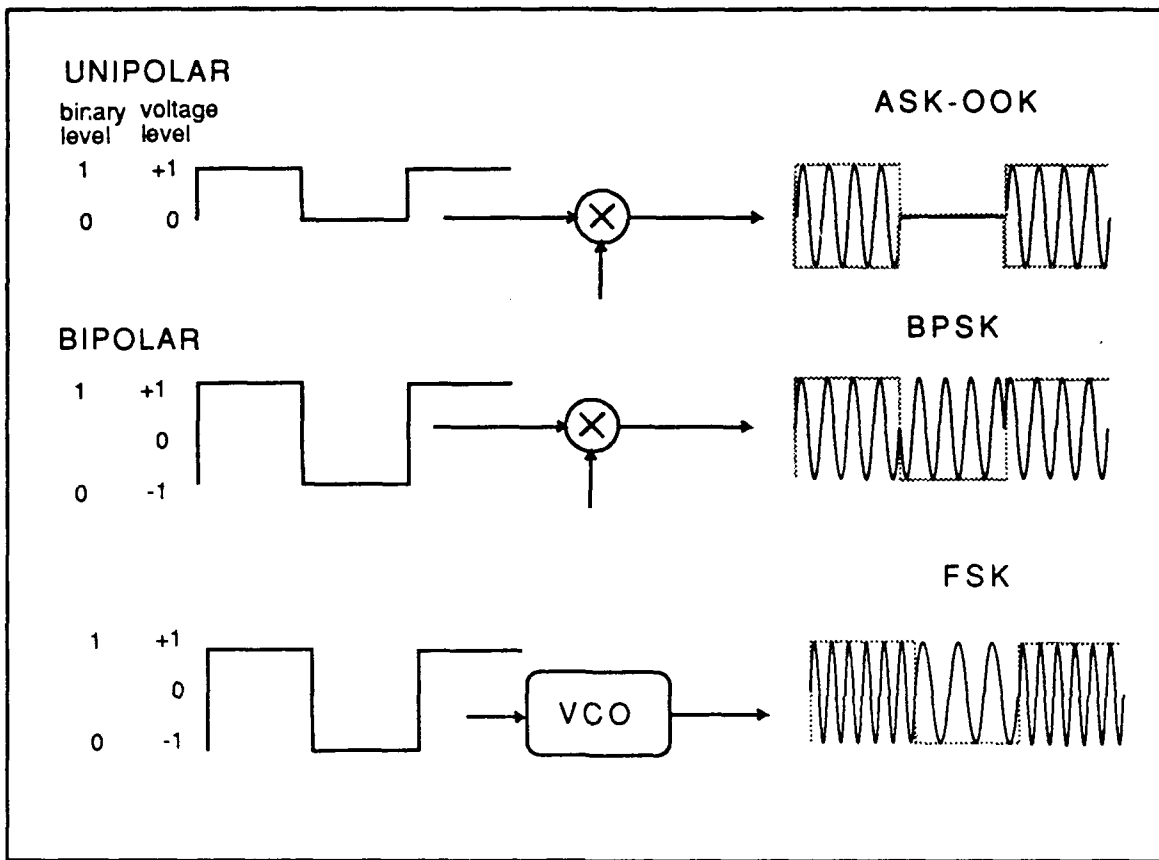 UNIPOLAR
binary voltage
level level
ASK-OOK
1 +1
0 0
BIPOLAR
BPSK
1 +1
0
0 -1
FSK
1 +1
0
VCO
0 -1